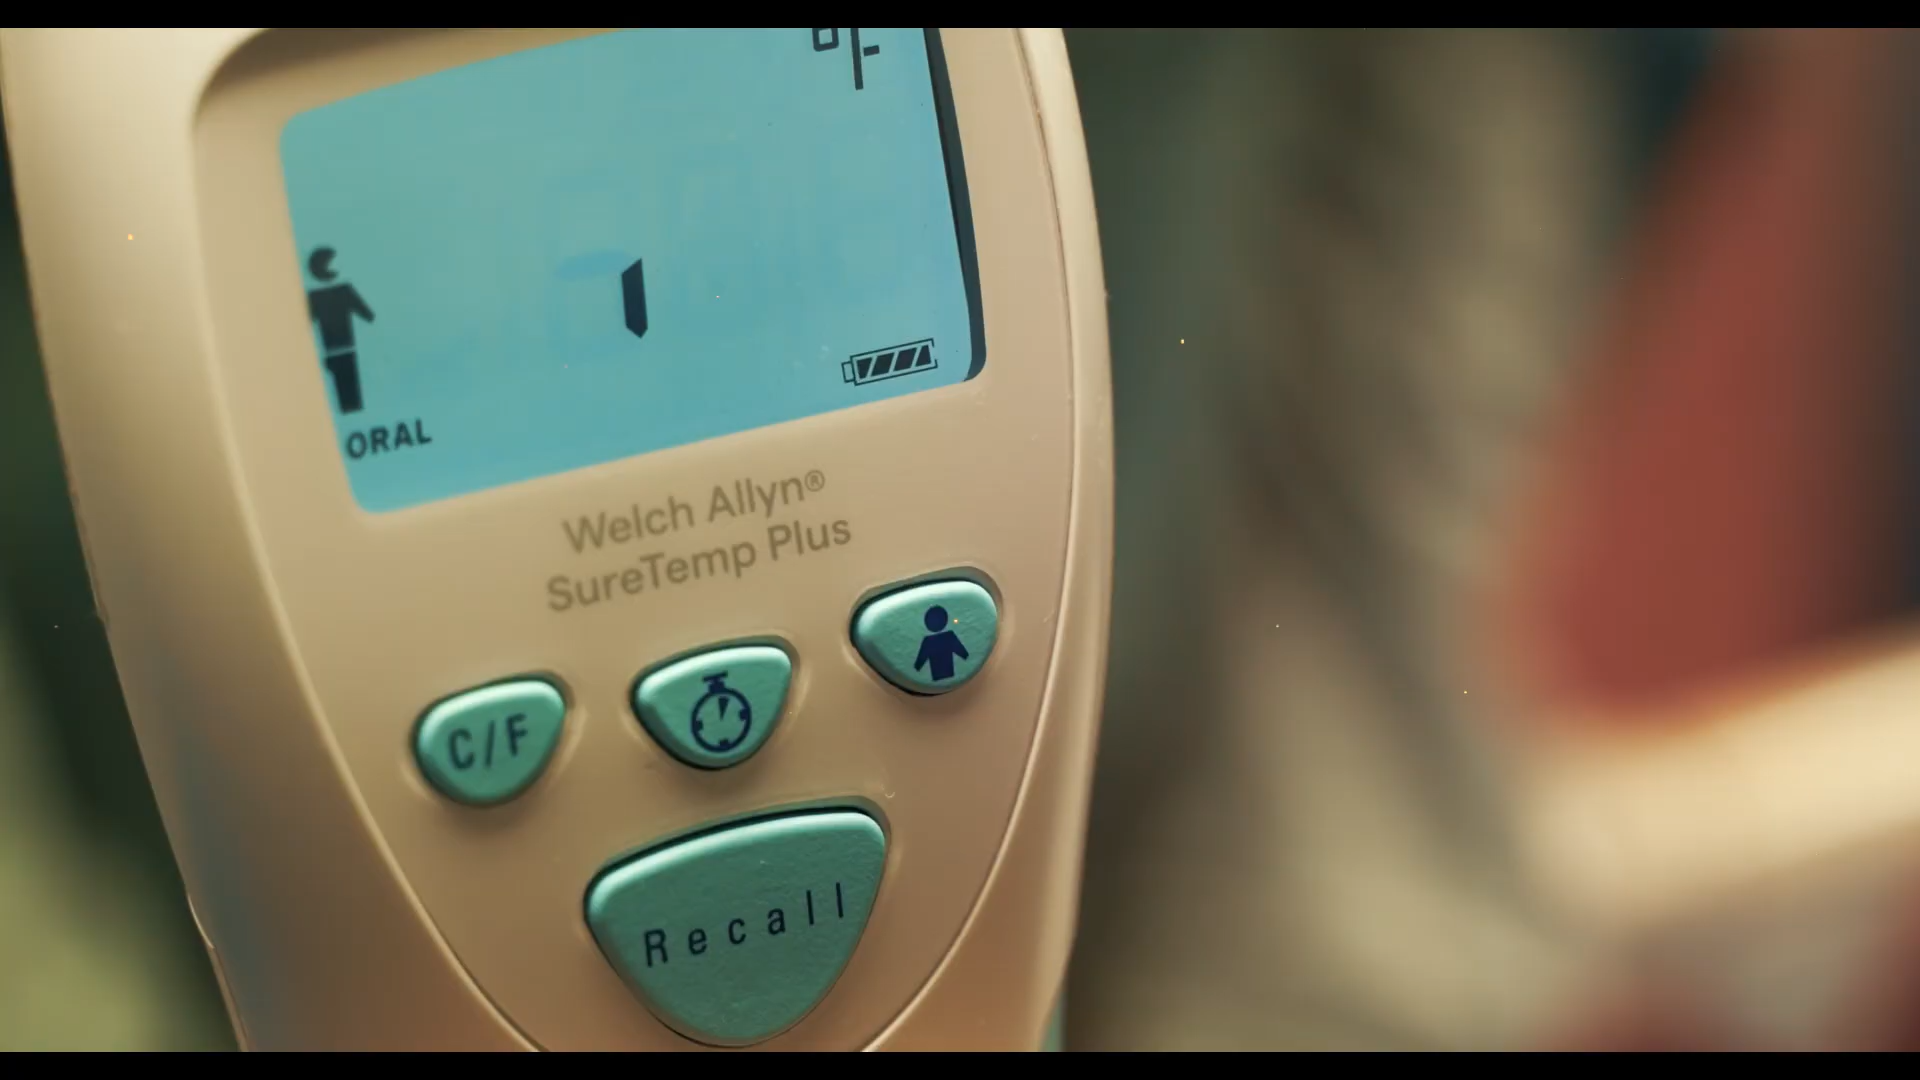 °F
ORAL
Welch Allyn®
SureTemp Plus
C/F
Recall